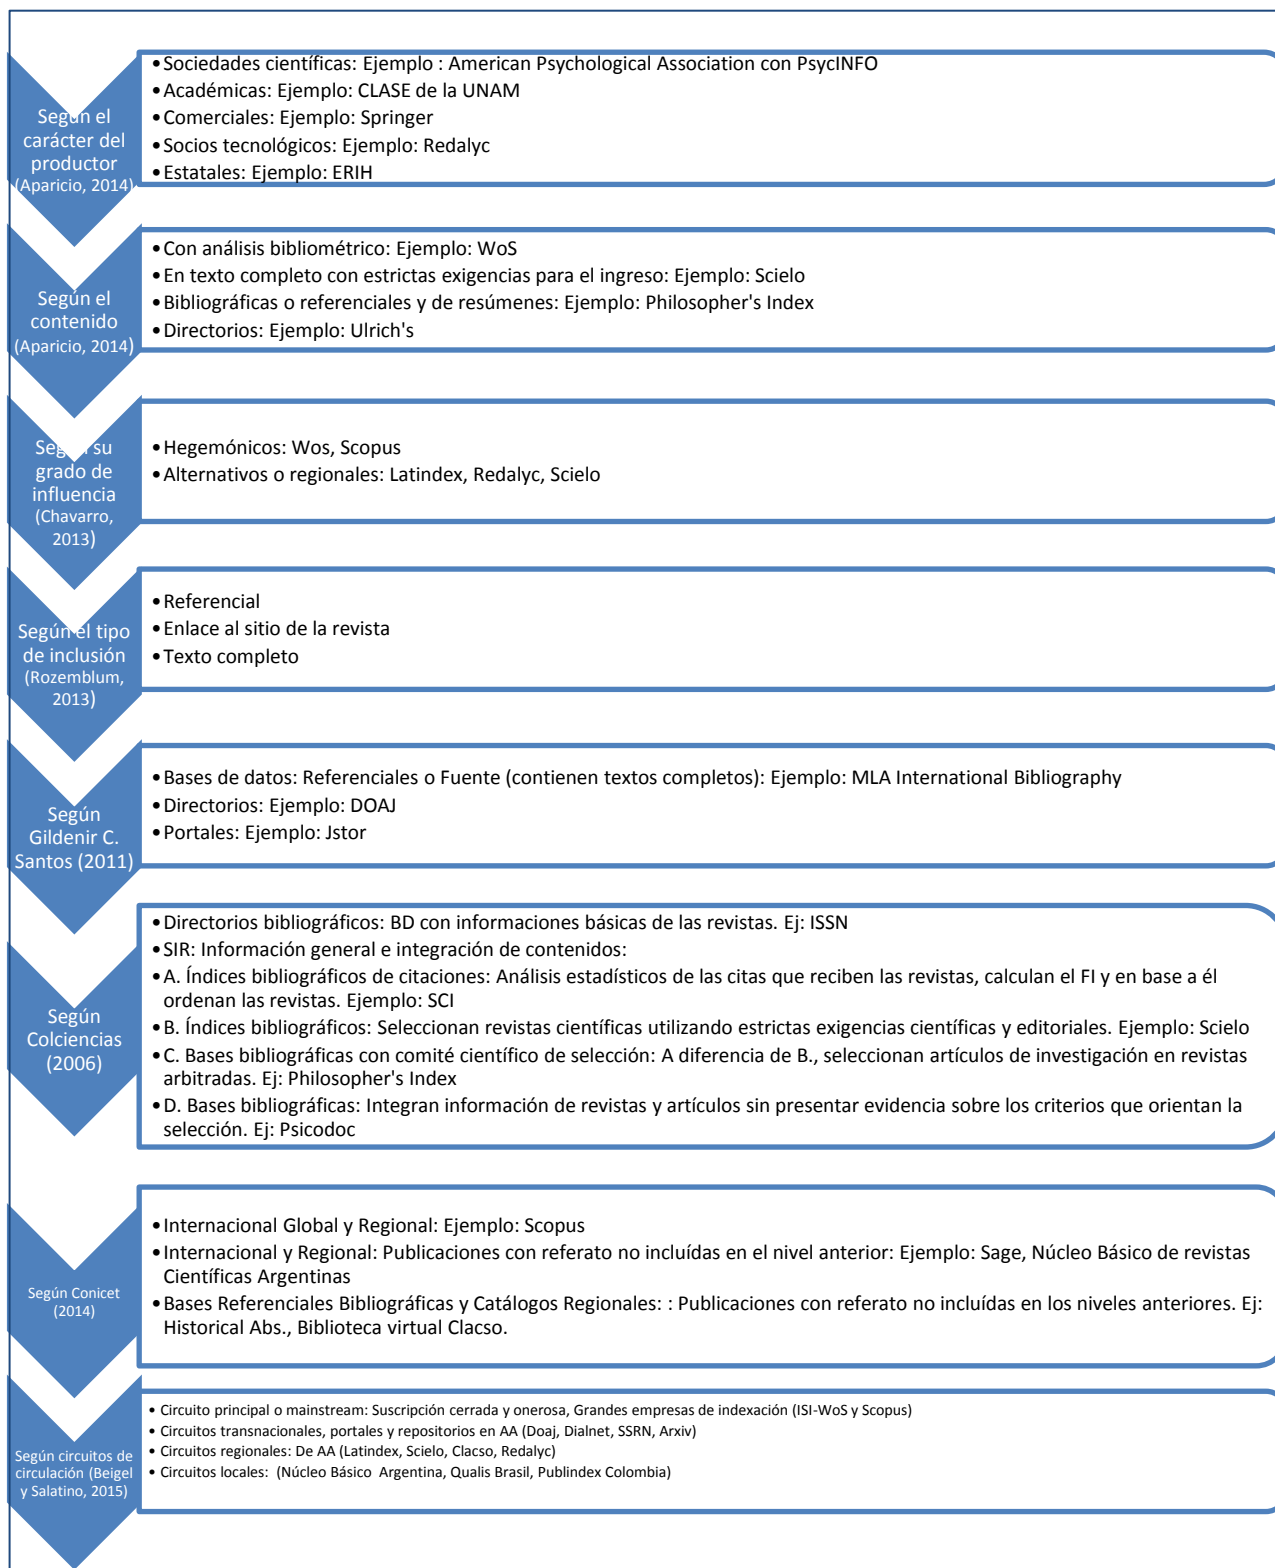 Según el
carácter del
productor
(Aparicio, 2014)
•Sociedades científicas: Ejemplo : American Psychological Association con PsycINFO
•Académicas: Ejemplo: CLASE de la UNAM
•Comerciales: Ejemplo: Springer
•Socios tecnológicos: Ejemplo: Redalyc
•Estatales: Ejemplo: ERIH
Según el
contenido
(Aparicio, 2014)
•Con análisis bibliométrico: Ejemplo: WoS
•En texto completo con estrictas exigencias para el ingreso: Ejemplo: Scielo
•Bibliográficas o referenciales y de resúmenes: Ejemplo: Philosopher's Index
•Directorios: Ejemplo: Ulrich's
Según su
grado de
influencia
(Chavarro,
2013)
•Hegemónicos: Wos, Scopus
•Alternativos o regionales: Latindex, Redalyc, Scielo
Según el tipo
de inclusión
(Rozemblum,
2013)
•Referencial
•Enlace al sitio de la revista
•Texto completo
Según
Gildenir C.
Santos (2011)
•Bases de datos: Referenciales o Fuente (contienen textos completos): Ejemplo: MLA International Bibliography
•Directorios: Ejemplo: DOAJ
•Portales: Ejemplo: Jstor
Según
Colciencias
(2006)
•Directorios bibliográficos: BD con informaciones básicas de las revistas. Ej: ISSN
•SIR: Información general e integración de contenidos:
•A. Índices bibliográficos de citaciones: Análisis estadísticos de las citas que reciben las revistas, calculan el FI y en base a él
ordenan las revistas. Ejemplo: SCI
•B. Índices bibliográficos: Seleccionan revistas científicas utilizando estrictas exigencias científicas y editoriales. Ejemplo: Scielo
•C. Bases bibliográficas con comité científico de selección: A diferencia de B., seleccionan artículos de investigación en revistas
arbitradas. Ej: Philosopher's Index
•D. Bases bibliográficas: Integran información de revistas y artículos sin presentar evidencia sobre los criterios que orientan la
selección. Ej: Psicodoc
Según Conicet
(2014)
•Internacional Global y Regional: Ejemplo: Scopus
•Internacional y Regional: Publicaciones con referato no incluídas en el nivel anterior: Ejemplo: Sage, Núcleo Básico de revistas
Científicas Argentinas
•Bases Referenciales Bibliográficas y Catálogos Regionales: : Publicaciones con referato no incluídas en los niveles anteriores. Ej:
Historical Abs., Biblioteca virtual Clacso.
Según circuitos de
circulación (Beigel
y Salatino, 2015)
• Circuito principal o mainstream: Suscripción cerrada y onerosa, Grandes empresas de indexación (ISI-WoS y Scopus)
• Circuitos transnacionales, portales y repositorios en AA (Doaj, Dialnet, SSRN, Arxiv)
• Circuitos regionales: De AA (Latindex, Scielo, Clacso, Redalyc)
• Circuitos locales: (Núcleo Básico Argentina, Qualis Brasil, Publindex Colombia)